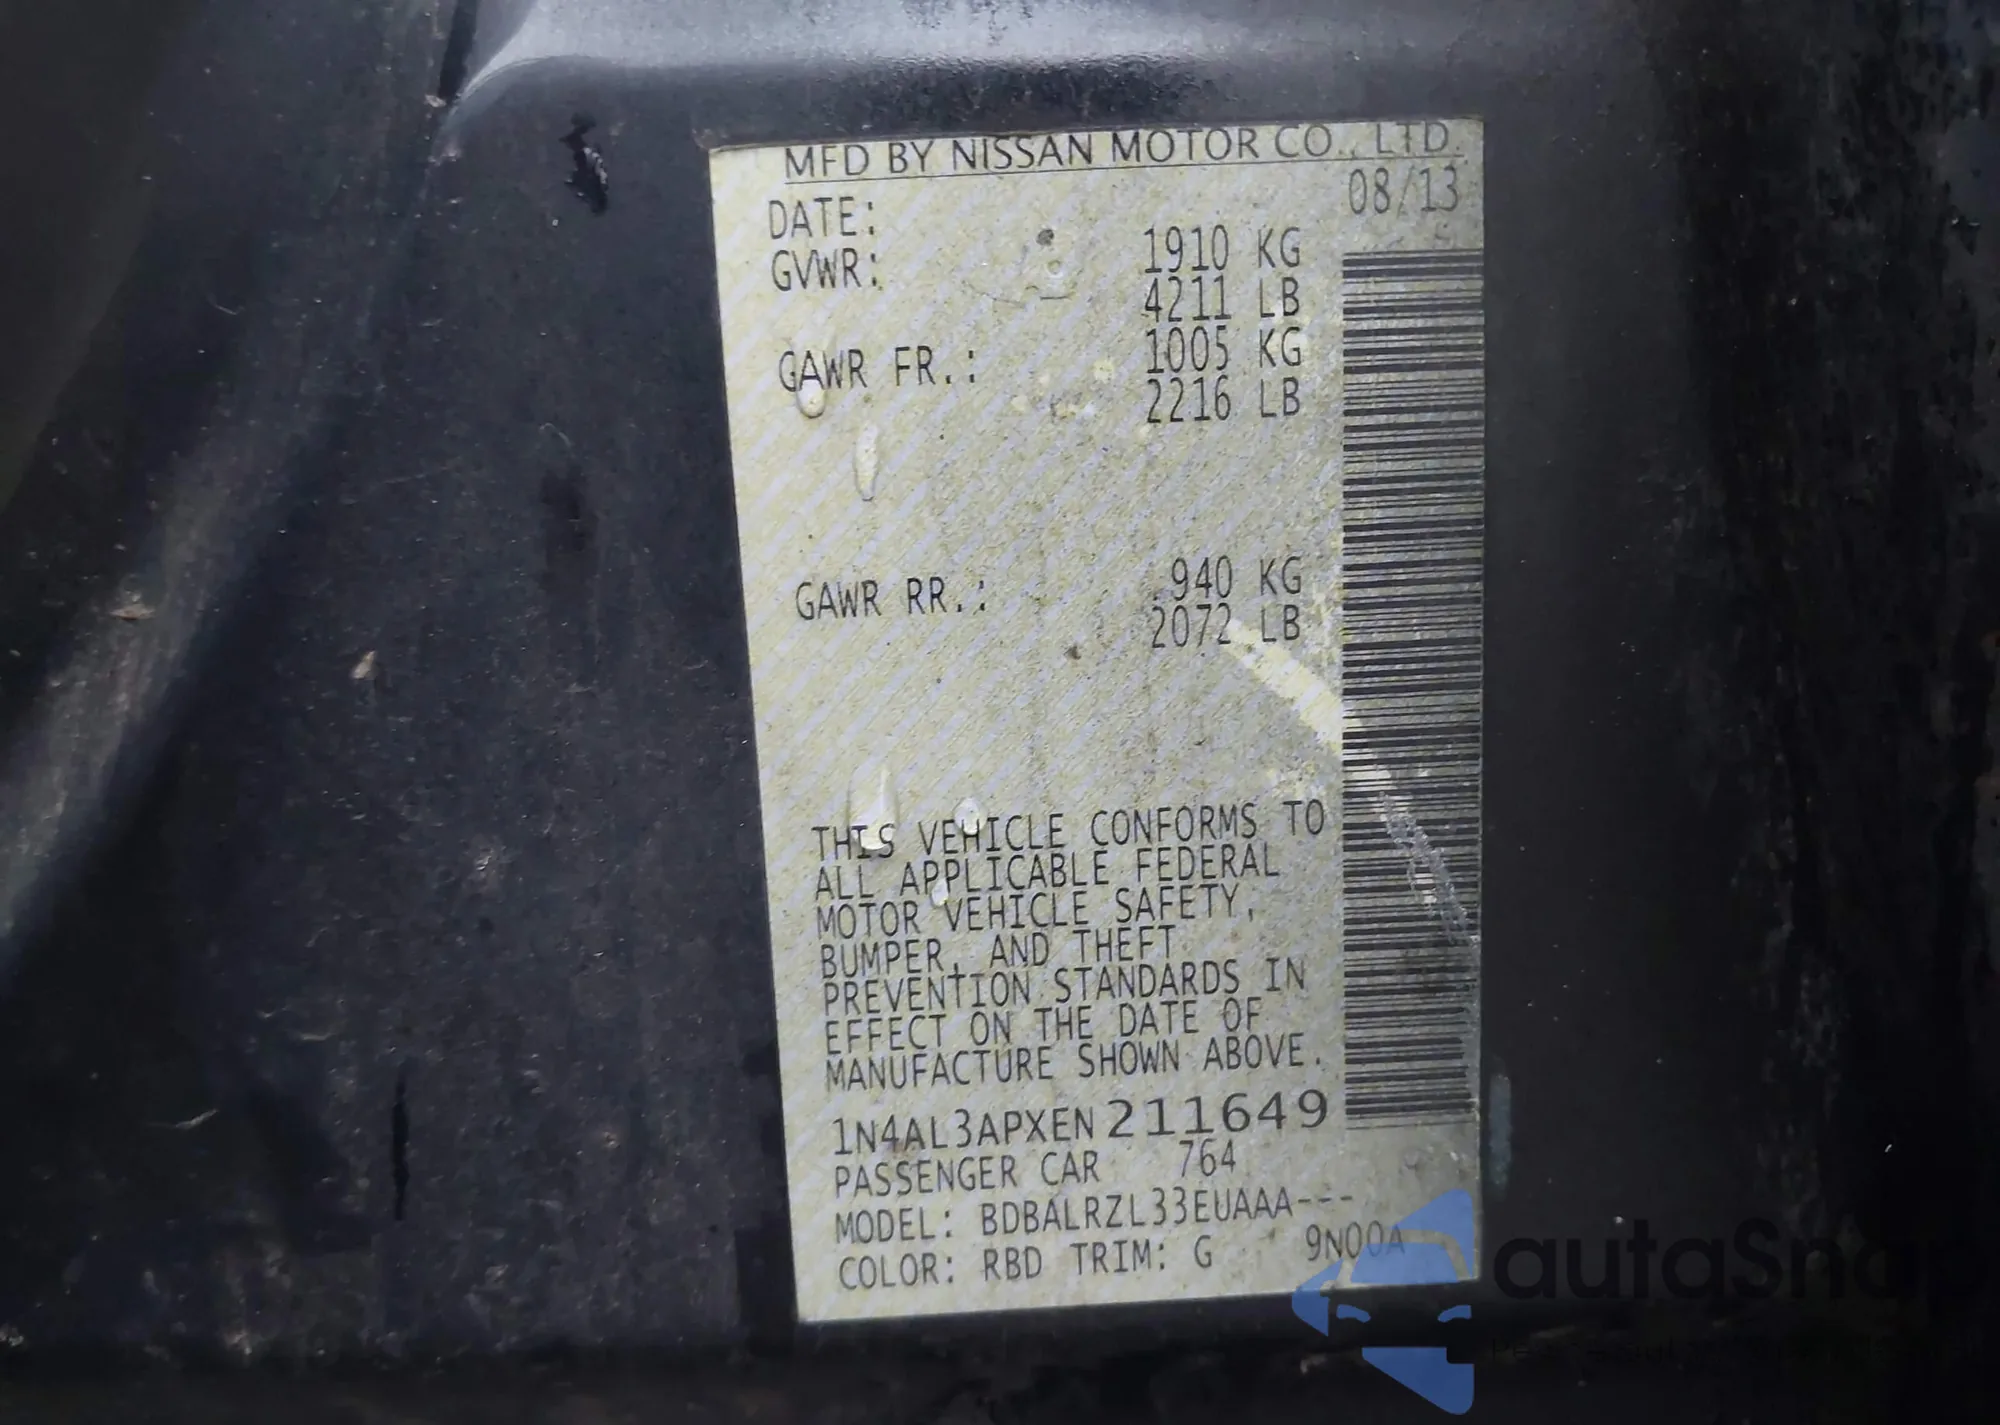 MFD BY NISSAN MOTOR CO., LTD.
DATE: 08/13
GVWR: 1910 KG
4211 LB
GAWR FR.: 1005 KG
2216 LB
GAWR RR.: 940 KG
2072 LB
THIS VEHICLE CONFORMS TO
ALL APPLICABLE FEDERAL
MOTOR VEHICLE SAFETY,
BUMPER, AND THEFT
PREVENTION STANDARDS IN
EFFECT ON THE DATE OF
MANUFACTURE SHOWN ABOVE.
1N4AL3APXEN211649
PASSENGER CAR 764
MODEL: BDBALRZL33EUAAA---
COLOR: RBD TRIM: G 9N00A
autaSnap